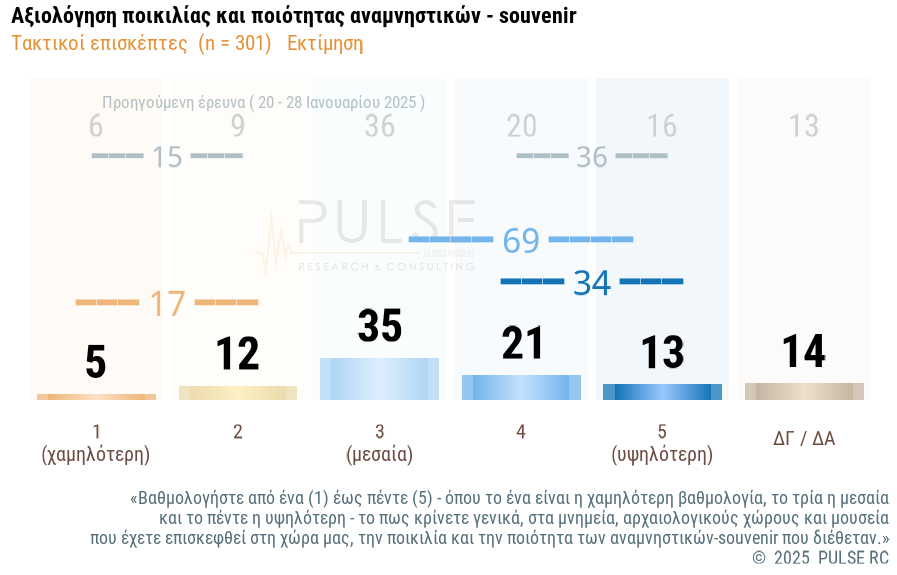 Αξιολόγηση ποικιλίας και ποιότητας αναμνηστικών - souvenir
Τακτικοί επισκέπτες (n = 301) Εκτίμηση
Προηγούμενη έρευνα ( 20 - 28 Ιανουαρίου 2025 )
6 9 36 20 16 13
15 36
PULSE
69
RESEARCH & CONSULTING
34
17
5 12 35 21 13 14
1 2 3 4 5 ΔΓ / ΔΑ
(χαμηλότερη) (μεσαία) (υψηλότερη)
«Βαθμολογήστε από ένα (1) έως πέντε (5) - όπου το ένα είναι η χαμηλότερη βαθμολογία, το τρία η μεσαία
και το πέντε η υψηλότερη - το πως κρίνετε γενικά, στα μνημεία, αρχαιολογικούς χώρους και μουσεία
που έχετε επισκεφθεί στη χώρα μας, την ποικιλία και την ποιότητα των αναμνηστικών-souvenir που διέθεταν.»
© 2025 PULSE RC